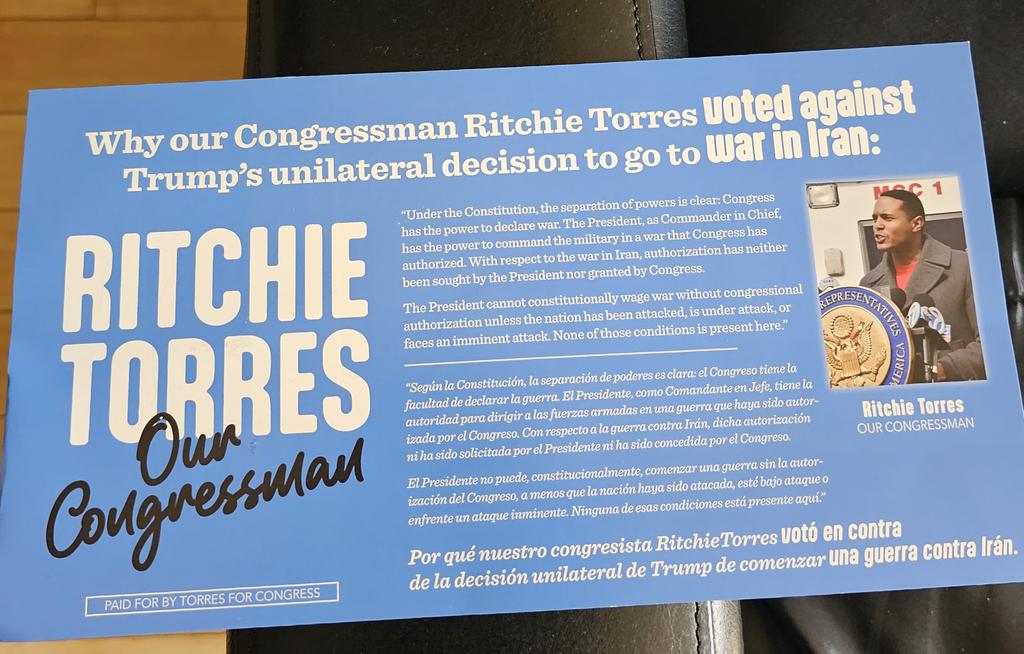 Why our Congressman Ritchie Torres voted against
Trump's unilateral decision to go to war in Iran:
RITCHIE
TORRES
Our
Congressman
PAID FOR BY TORRES FOR CONGRESS
"Under the Constitution, the separation of powers is clear: Congress
has the power to declare war. The President, as Commander in Chief,
has the power to command the military in a war that Congress has
authorized. With respect to the war in Iran, authorization has neither
been sought by the President nor granted by Congress.
The President cannot constitutionally wage war without congressional
authorization unless the nation has been attacked, is under attack, or
faces an imminent attack. None of those conditions is present here."
"Según la Constitución, la separación de poderes es clara: el Congreso tiene la
facultad de declarar la guerra. El Presidente, como Comandante en Jefe, tiene la
autoridad para dirigir a las fuerzas armadas en una guerra que haya sido autor-
izada por el Congreso. Con respecto a la guerra contra Irán, dicha autorización
ni ha sido solicitada por el Presidente ni ha sido concedida por el Congreso.
El Presidente no puede, constitucionalmente, comenzar una guerra sin la autor-
ización del Congreso, a menos que la nación haya sido atacada, esté bajo ataque o
enfrente un ataque inminente. Ninguna de esas condiciones está presente aquí."
Por qué nuestro congresista RitchieTorres votó en contra
de la decisión unilateral de Trump de comenzar una guerra contra Irán.
MOC 1
REPRESENTATIVES
AMERICA
Ritchie Torres
OUR CONGRESSMAN